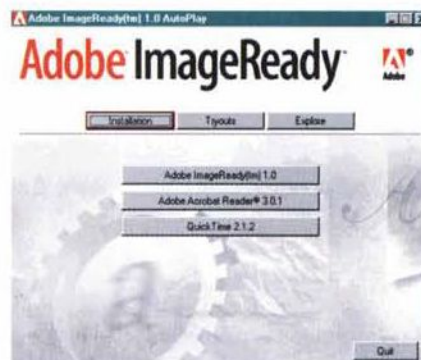 Adobe ImageReady(tm) 1.0 AutoPlay
Adobe ImageReady™
Adobe
Installation Tryouts Explore
Adobe ImageReady(tm) 1.0
Adobe Acrobat Reader® 3.0.1
QuickTime 2.1.2
Quit